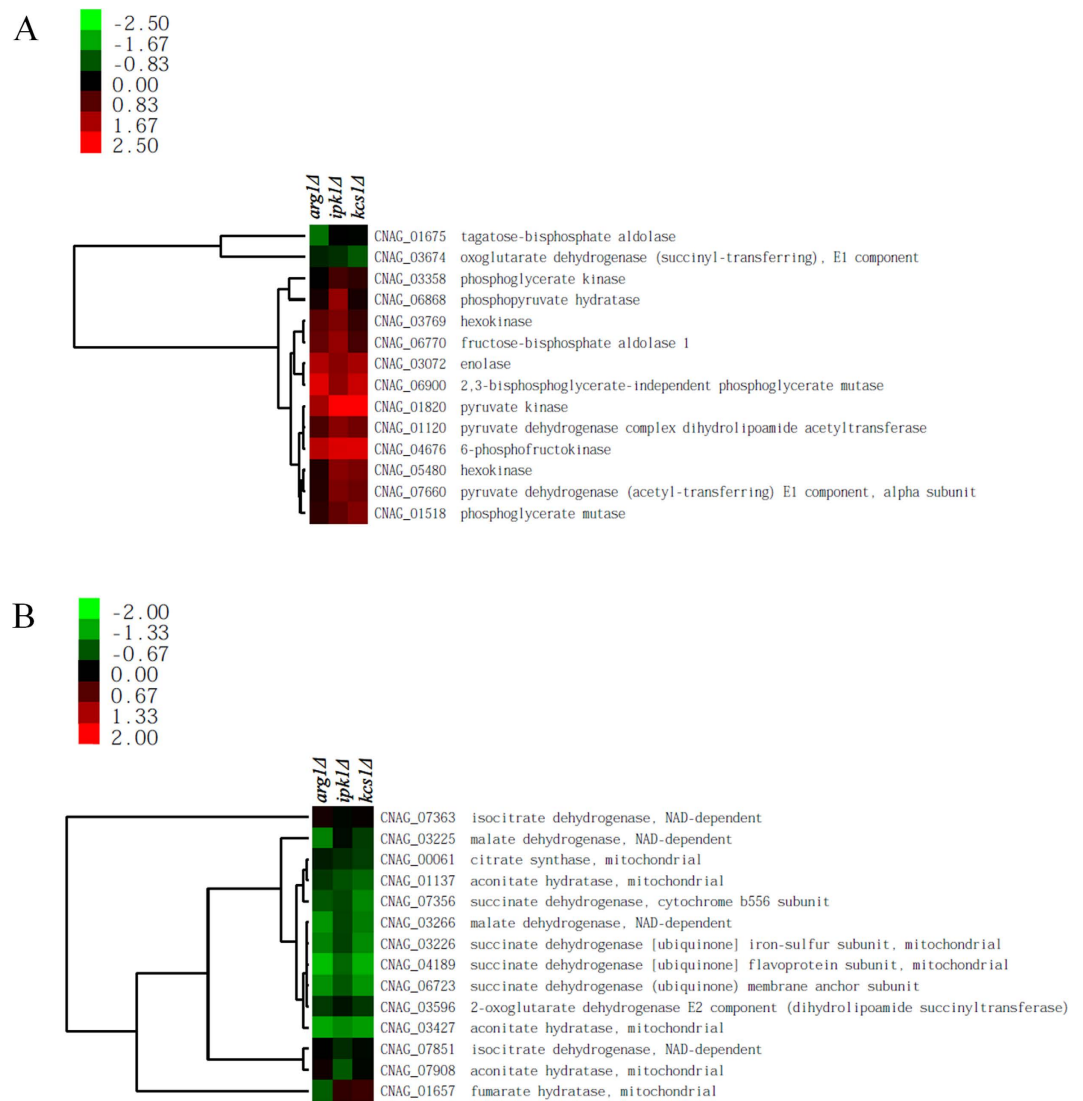 A
-2.50
-1.67
-0.83
0.00
0.83
1.67
2.50
arg1Δ ipk1Δ kcs1Δ
CNAG_01675 tagatose-bisphosphate aldolase
CNAG_03674 oxoglutarate dehydrogenase (succinyl-transferring), E1 component
CNAG_03358 phosphoglycerate kinase
CNAG_06868 phosphopyruvate hydratase
CNAG_03769 hexokinase
CNAG_06770 fructose-bisphosphate aldolase 1
CNAG_03072 enolase
CNAG_06900 2,3-bisphosphoglycerate-independent phosphoglycerate mutase
CNAG_01820 pyruvate kinase
CNAG_01120 pyruvate dehydrogenase complex dihydrolipoamide acetyltransferase
CNAG_04676 6-phosphofructokinase
CNAG_05480 hexokinase
CNAG_07660 pyruvate dehydrogenase (acetyl-transferring) E1 component, alpha subunit
CNAG_01518 phosphoglycerate mutase
B
-2.00
-1.33
-0.67
0.00
0.67
1.33
2.00
arg1Δ ipk1Δ kcs1Δ
CNAG_07363 isocitrate dehydrogenase, NAD-dependent
CNAG_03225 malate dehydrogenase, NAD-dependent
CNAG_00061 citrate synthase, mitochondrial
CNAG_01137 aconitate hydratase, mitochondrial
CNAG_07356 succinate dehydrogenase, cytochrome b556 subunit
CNAG_03266 malate dehydrogenase, NAD-dependent
CNAG_03226 succinate dehydrogenase [ubiquinone] iron-sulfur subunit, mitochondrial
CNAG_04189 succinate dehydrogenase [ubiquinone] flavoprotein subunit, mitochondrial
CNAG_06723 succinate dehydrogenase (ubiquinone) membrane anchor subunit
CNAG_03596 2-oxoglutarate dehydrogenase E2 component (dihydrolipoamide succinyltransferase)
CNAG_03427 aconitate hydratase, mitochondrial
CNAG_07851 isocitrate dehydrogenase, NAD-dependent
CNAG_07908 aconitate hydratase, mitochondrial
CNAG_01657 fumarate hydratase, mitochondrial